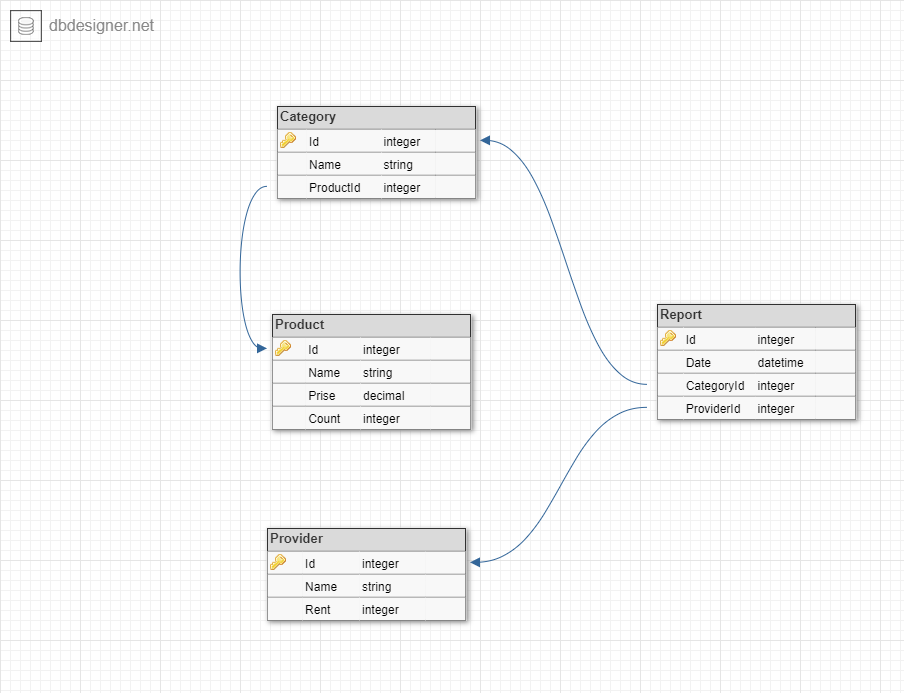 dbdesigner.net
Category
Id integer
Name string
ProductId integer
Product
Id integer
Name string
Prise decimal
Count integer
Report
Id integer
Date datetime
CategoryId integer
ProviderId integer
Provider
Id integer
Name string
Rent integer